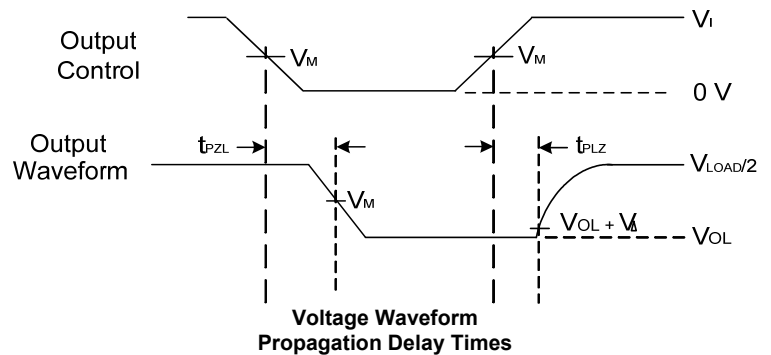 Output
Control
VM
VM
VI
0 V
Output
Waveform
tPZL
tPLZ
VLOAD/2
VM
VOL + VΔ
VOL
Voltage Waveform
Propagation Delay Times